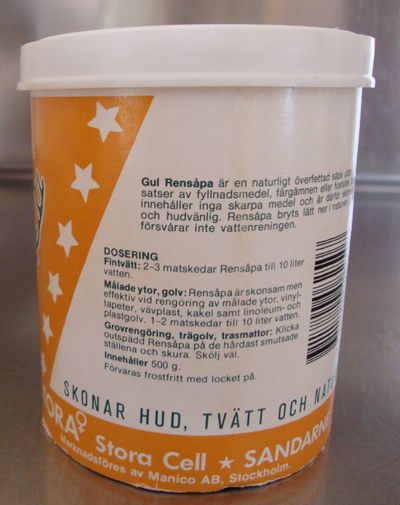 Gul Rensåpa är en naturligt överfettad såpa utan
satser av fyllnadsmedel, färgämnen eller fosfater.
innehåller inga skarpa medel och är därför skonsam
och hudvänlig. Rensåpa bryts lätt ner i naturen
försvårar inte vattenreningen.
DOSERING
Fintvätt: 2–3 matskedar Rensåpa till 10 liter
vatten.
Målade ytor, golv: Rensåpa är skonsam men
effektiv vid rengöring av målade ytor, vinyl-
tapeter, vävplast, kakel samt linoleum- och
plastgolv. 1–2 matskedar till 10 liter vatten.
Grovrengöring, trägolv, trasmattor: Klicka
outspädd Rensåpa på de hårdast smutsade
ställena och skura. Skölj väl.
Innehåller 500 g.
Förvaras frostfritt med locket på.
SKONAR HUD, TVÄTT OCH NATU
ORA♀ Stora Cell ★ SANDARNE
Marknadsföres av Manico AB, Stockholm.